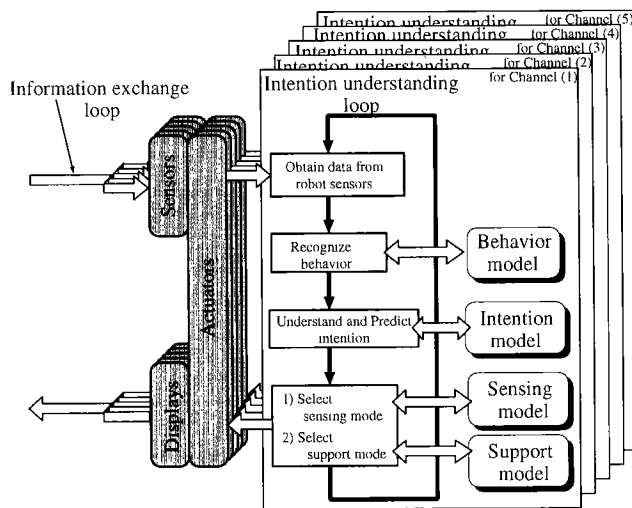 Intention understanding for Channel (5)
Intention understanding for Channel (4)
Intention understanding for Channel (3)
Intention understanding for Channel (2)
for Channel (1)
Intention understanding
loop
Information exchange
loop
Sensors
Actuators
Displays
Obtain data from
robot sensors
Recognize
behavior
Behavior
model
Understand and Predict
intention
Intention
model
1) Select
sensing mode
2) Select
support mode
Sensing
model
Support
model